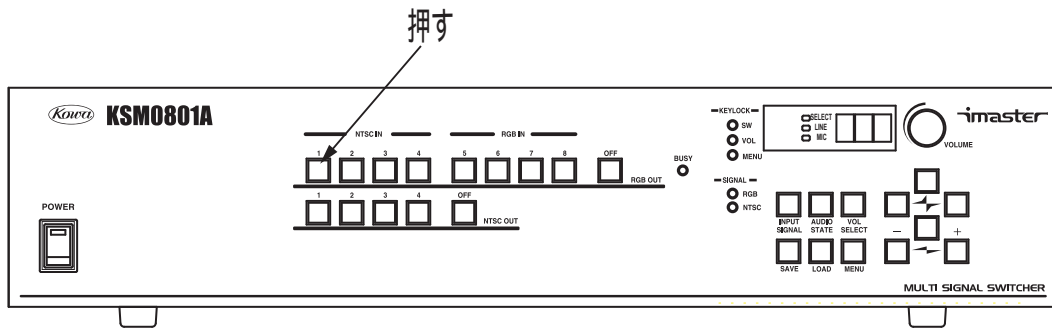 押す
Kowa KSM0801A
NTSC IN RGB IN
1 2 3 4 5 6 7 8 OFF
RGB OUT
1 2 3 4 OFF
NTSC OUT
BUSY
POWER
KEYLOCK
SW
VOL
MENU
SIGNAL
RGB
NTSC
SELECT
LINE
MIC
imaster
VOLUME
INPUT SIGNAL
AUDIO STATE
VOL SELECT
SAVE LOAD MENU
− +
MULTI SIGNAL SWITCHER